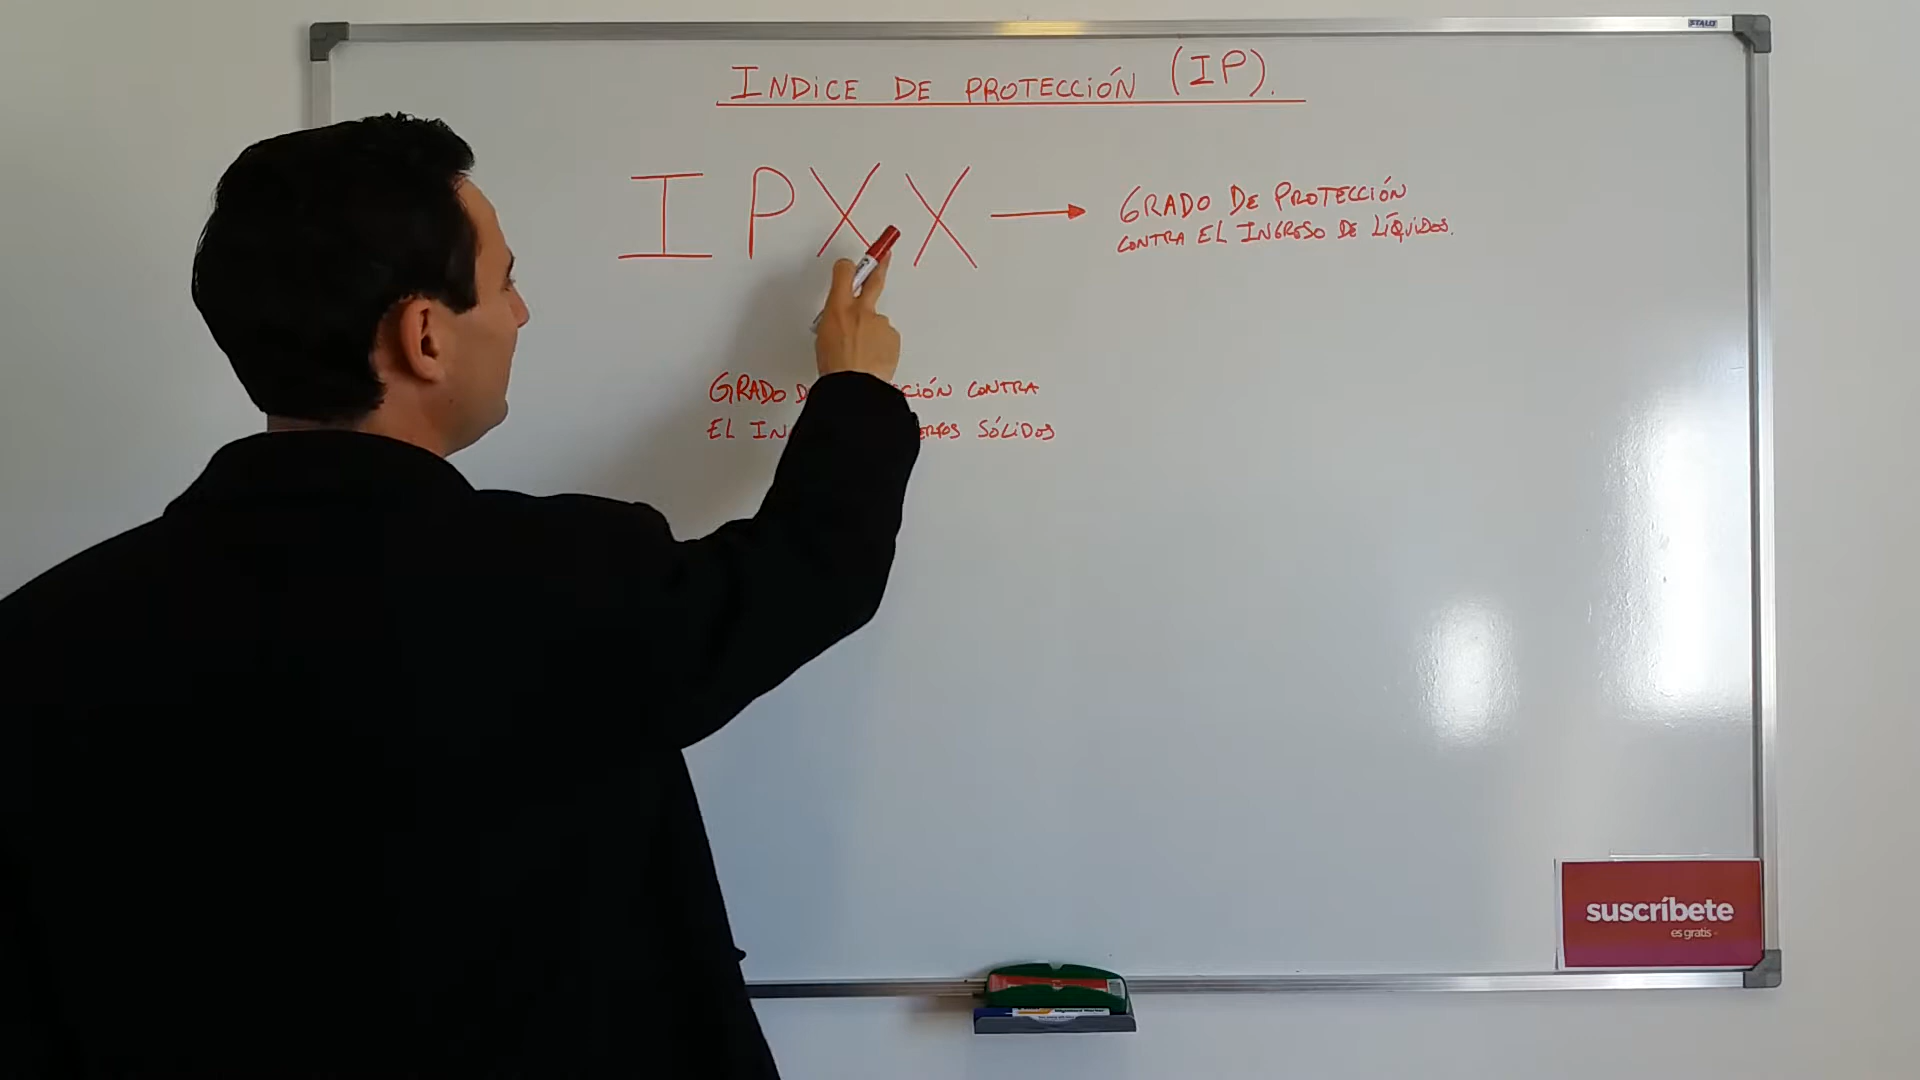 INDICE DE PROTECCIÓN (IP).
IPXX
GRADO DE PROTECCIÓN
CONTRA EL INGRESO DE LÍQUIDOS.
GRADO CONTRA
EL SÓLIDOS
suscríbete
es gratis
STALO